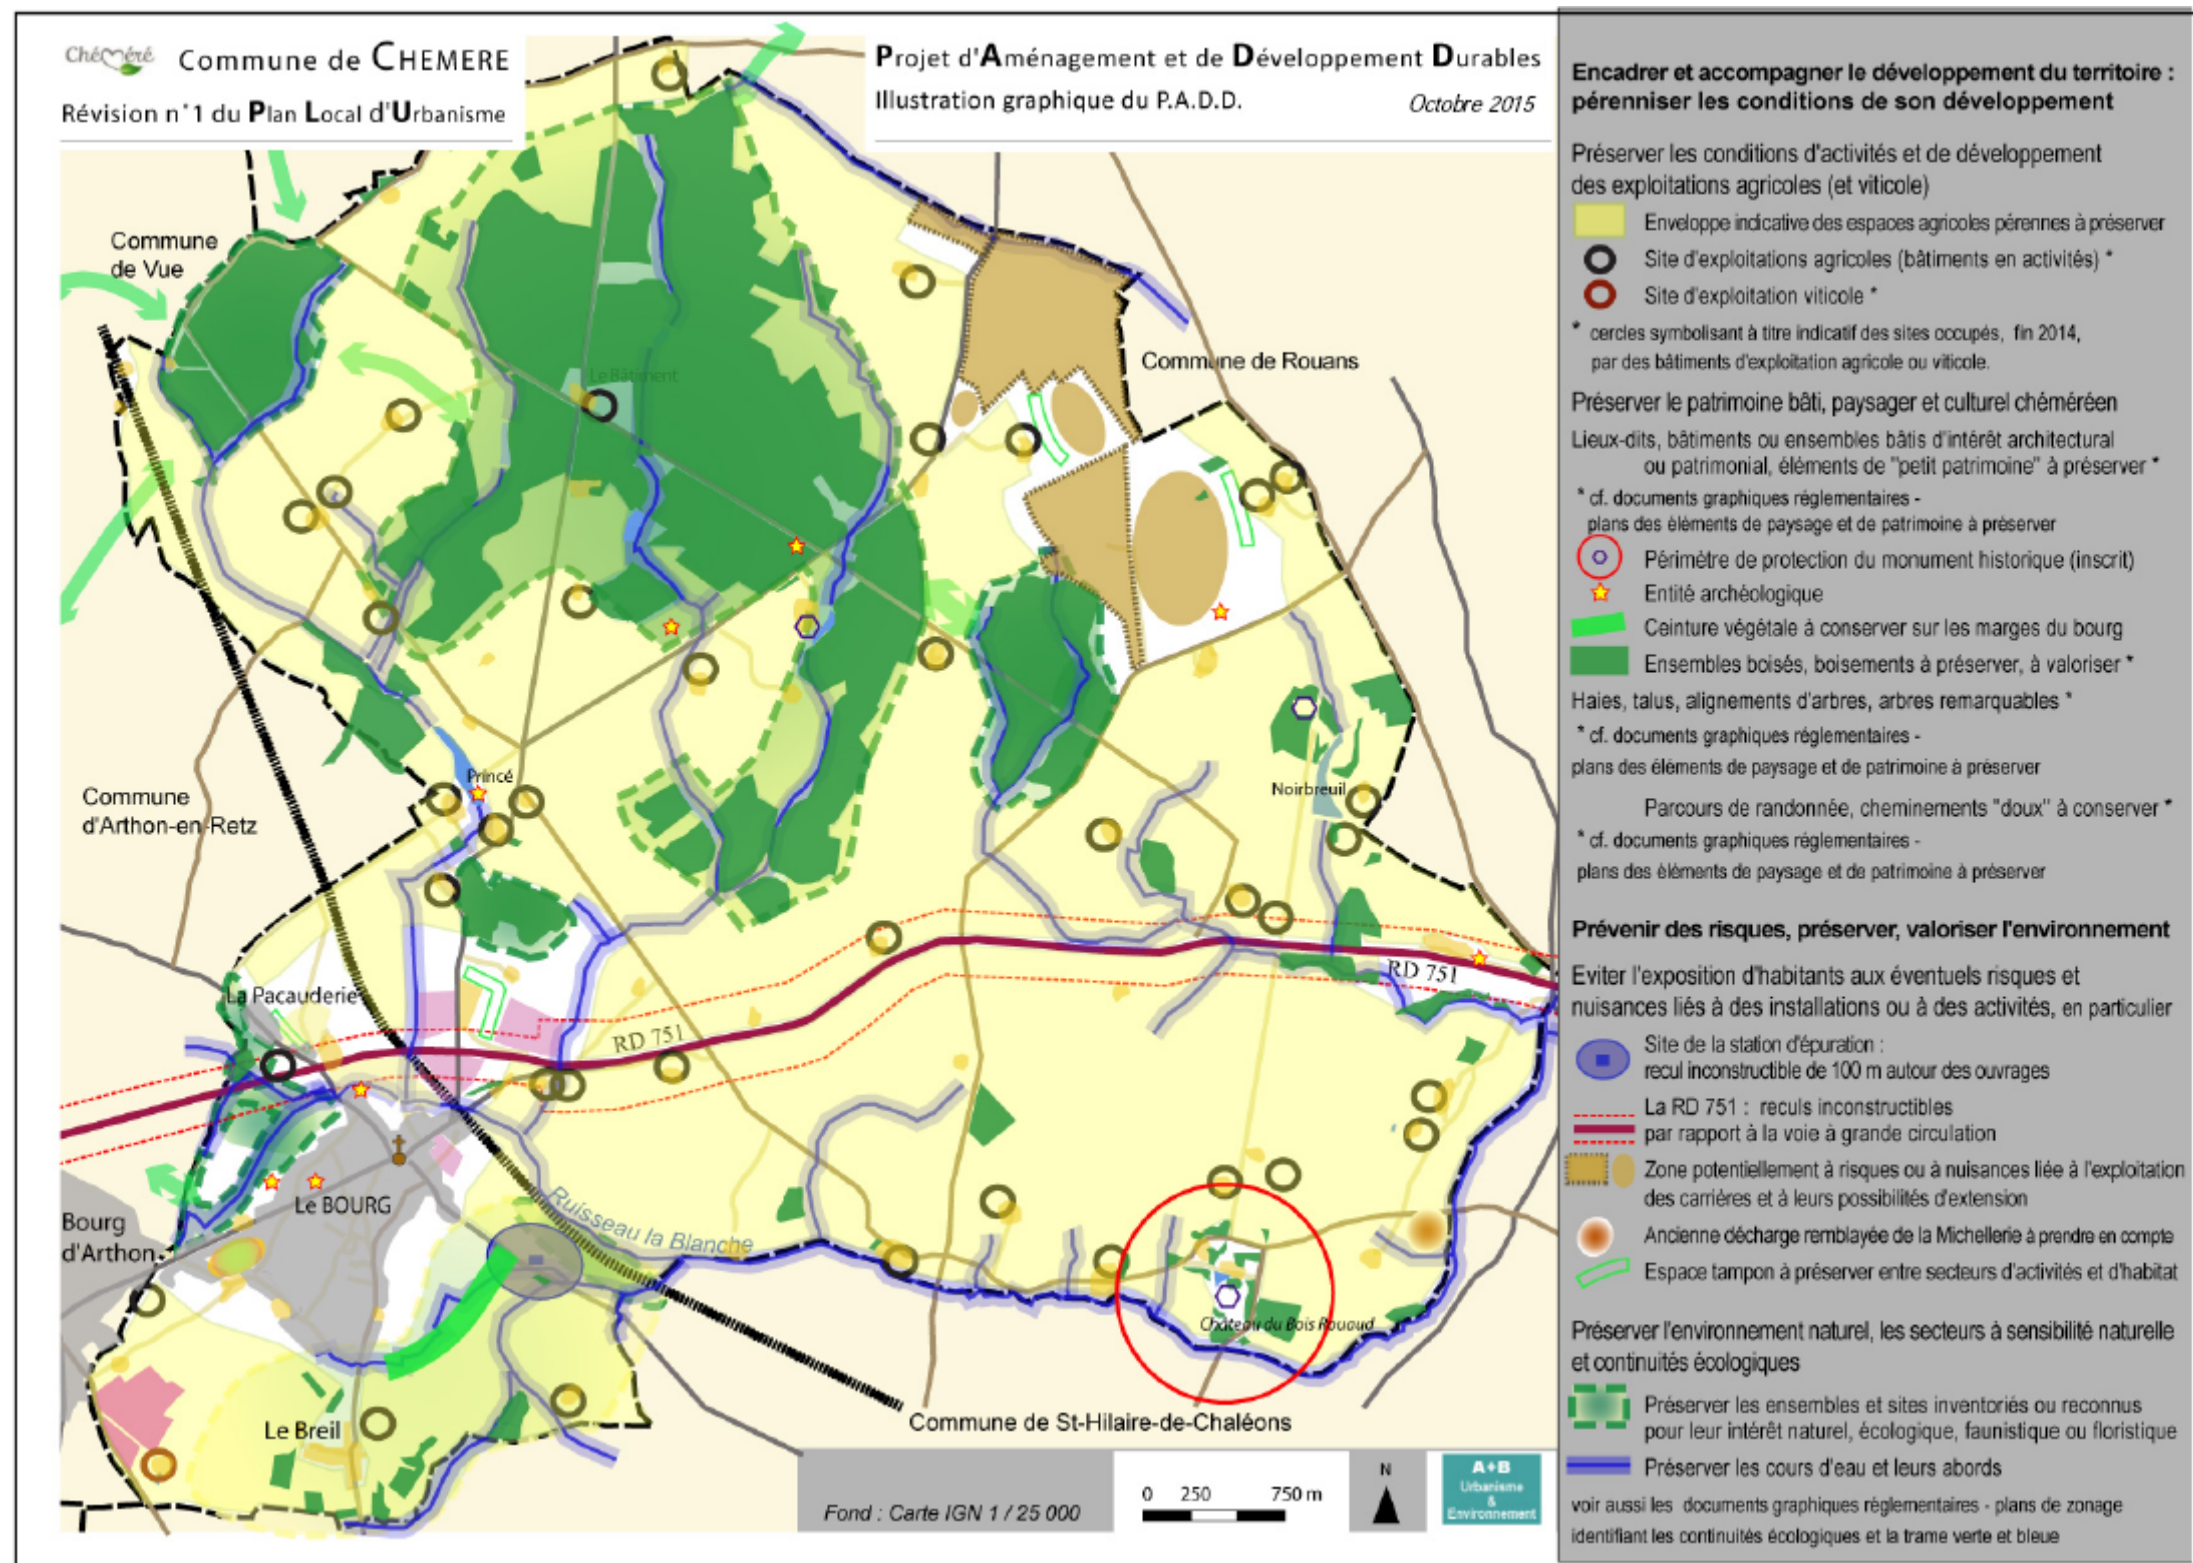 Chéméré
Commune de CHEMERE
Révision n°1 du Plan Local d'Urbanisme
Projet d'Aménagement et de Développement Durables
Illustration graphique du P.A.D.D.
Octobre 2015
Commune
de Vue
Le Bâtiment
Commune de Rouans
Princé
Noirbreuil
Commune
d'Arthon-en-Retz
La Pacauderie
RD 751
RD 751
Le BOURG
Ruisseau la Blanche
Bourg
d'Arthon
Château du Bois Rouaud
Le Breil
Commune de St-Hilaire-de-Chaléons
Fond : Carte IGN 1 / 25 000
0 250 750 m
N
A+B
Urbanisme
&
Environnement
Encadrer et accompagner le développement du territoire :
pérenniser les conditions de son développement
Préserver les conditions d'activités et de développement
des exploitations agricoles (et viticole)
Enveloppe indicative des espaces agricoles pérennes à préserver
Site d'exploitations agricoles (bâtiments en activités) *
Site d'exploitation viticole *
* cercles symbolisant à titre indicatif des sites occupés, fin 2014,
par des bâtiments d'exploitation agricole ou viticole.
Préserver le patrimoine bâti, paysager et culturel chéméréen
Lieux-dits, bâtiments ou ensembles bâtis d'intérêt architectural
ou patrimonial, éléments de "petit patrimoine" à préserver *
* cf. documents graphiques réglementaires -
plans des éléments de paysage et de patrimoine à préserver
Périmètre de protection du monument historique (inscrit)
Entité archéologique
Ceinture végétale à conserver sur les marges du bourg
Ensembles boisés, boisements à préserver, à valoriser *
Haies, talus, alignements d'arbres, arbres remarquables *
* cf. documents graphiques réglementaires -
plans des éléments de paysage et de patrimoine à préserver
Parcours de randonnée, cheminements "doux" à conserver *
* cf. documents graphiques réglementaires -
plans des éléments de paysage et de patrimoine à préserver
Prévenir des risques, préserver, valoriser l'environnement
Eviter l'exposition d'habitants aux éventuels risques et
nuisances liés à des installations ou à des activités, en particulier
Site de la station d'épuration :
recul inconstructible de 100 m autour des ouvrages
La RD 751 : reculs inconstructibles
par rapport à la voie à grande circulation
Zone potentiellement à risques ou à nuisances liée à l'exploitation
des carrières et à leurs possibilités d'extension
Ancienne décharge remblayée de la Michellerie à prendre en compte
Espace tampon à préserver entre secteurs d'activités et d'habitat
Préserver l'environnement naturel, les secteurs à sensibilité naturelle
et continuités écologiques
Préserver les ensembles et sites inventoriés ou reconnus
pour leur intérêt naturel, écologique, faunistique ou floristique
Préserver les cours d'eau et leurs abords
voir aussi les documents graphiques réglementaires - plans de zonage
identifiant les continuités écologiques et la trame verte et bleue